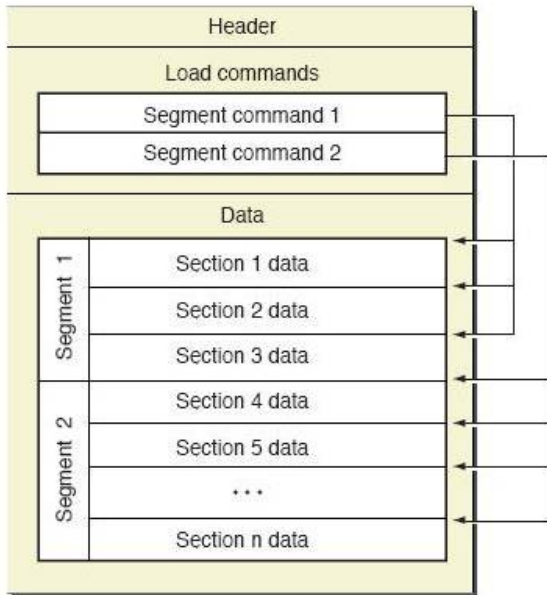 Header
Load commands
Segment command 1
Segment command 2
Data
Segment 1
Section 1 data
Section 2 data
Section 3 data
Segment 2
Section 4 data
Section 5 data
...
Section n data